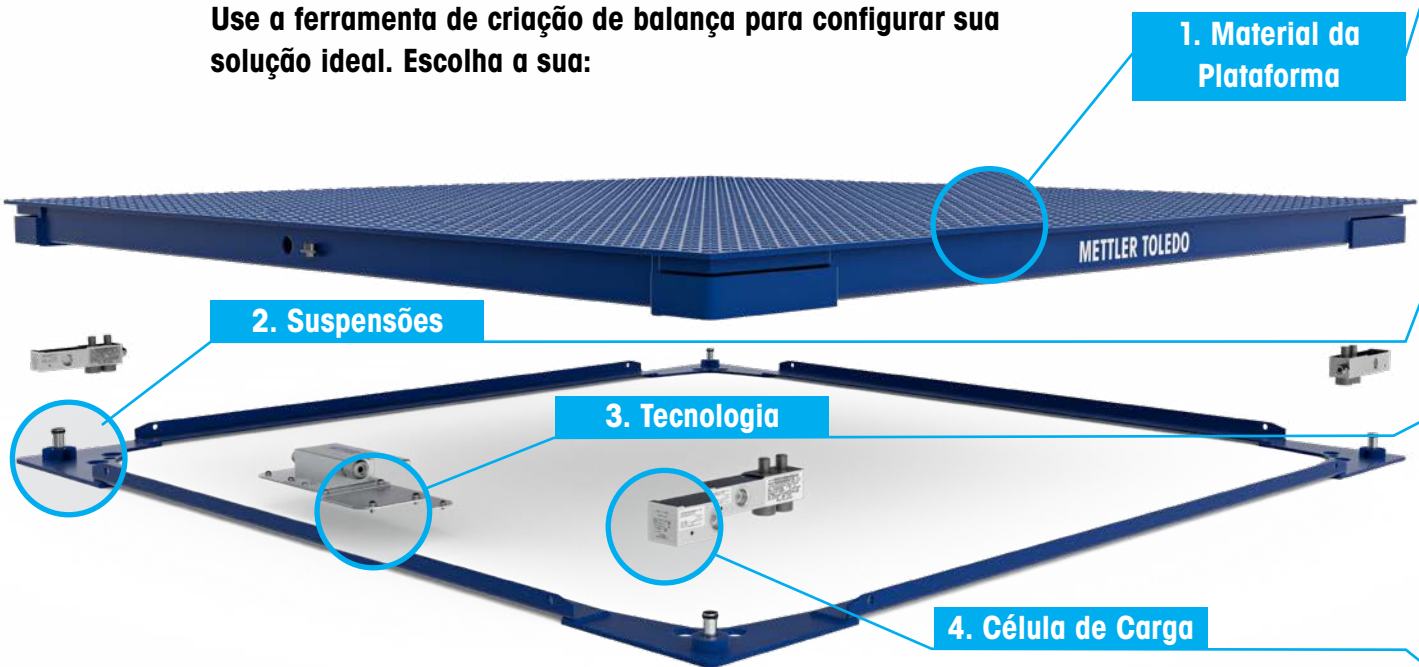 Use a ferramenta de criação de balança para configurar sua
solução ideal. Escolha a sua:
1. Material da
Plataforma
METTLER TOLEDO
2. Suspensões
3. Tecnologia
4. Célula de Carga